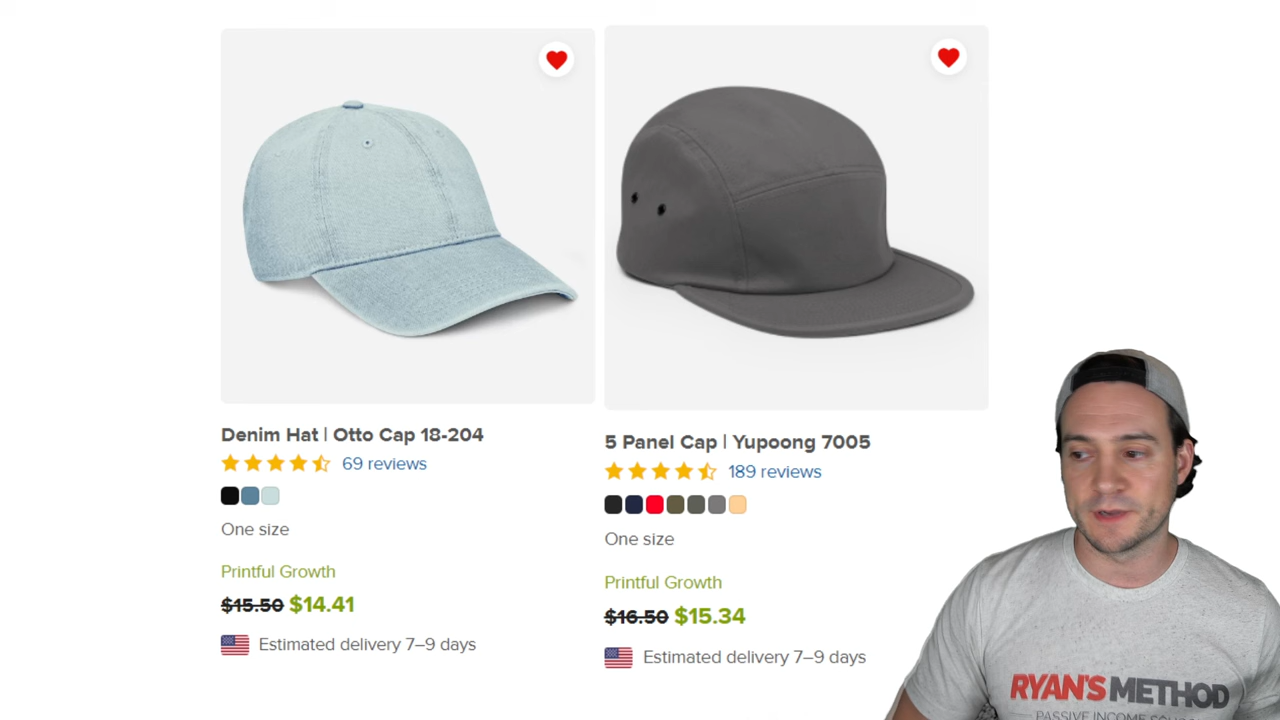 Denim Hat | Otto Cap 18-204
69 reviews
One size
Printful Growth
$15.50 $14.41
Estimated delivery 7–9 days
5 Panel Cap | Yupoong 7005
189 reviews
One size
Printful Growth
$16.50 $15.34
Estimated delivery 7–9 days
RYAN'S METHOD
PASSIVE INCOME